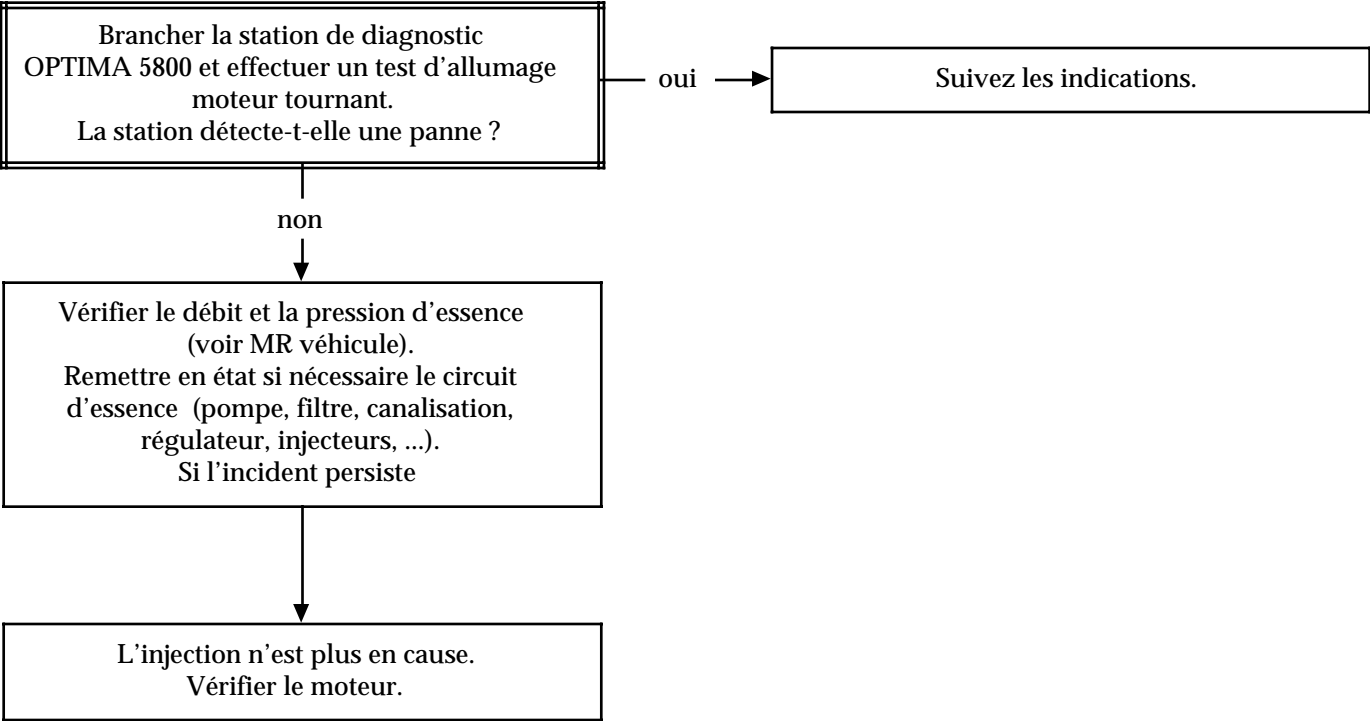 Brancher la station de diagnostic
OPTIMA 5800 et effectuer un test d’allumage
moteur tournant.
La station détecte-t-elle une panne ?
oui
Suivez les indications.
non
Vérifier le débit et la pression d’essence
(voir MR véhicule).
Remettre en état si nécessaire le circuit
d’essence (pompe, filtre, canalisation,
régulateur, injecteurs, ...).
Si l’incident persiste
L’injection n’est plus en cause.
Vérifier le moteur.